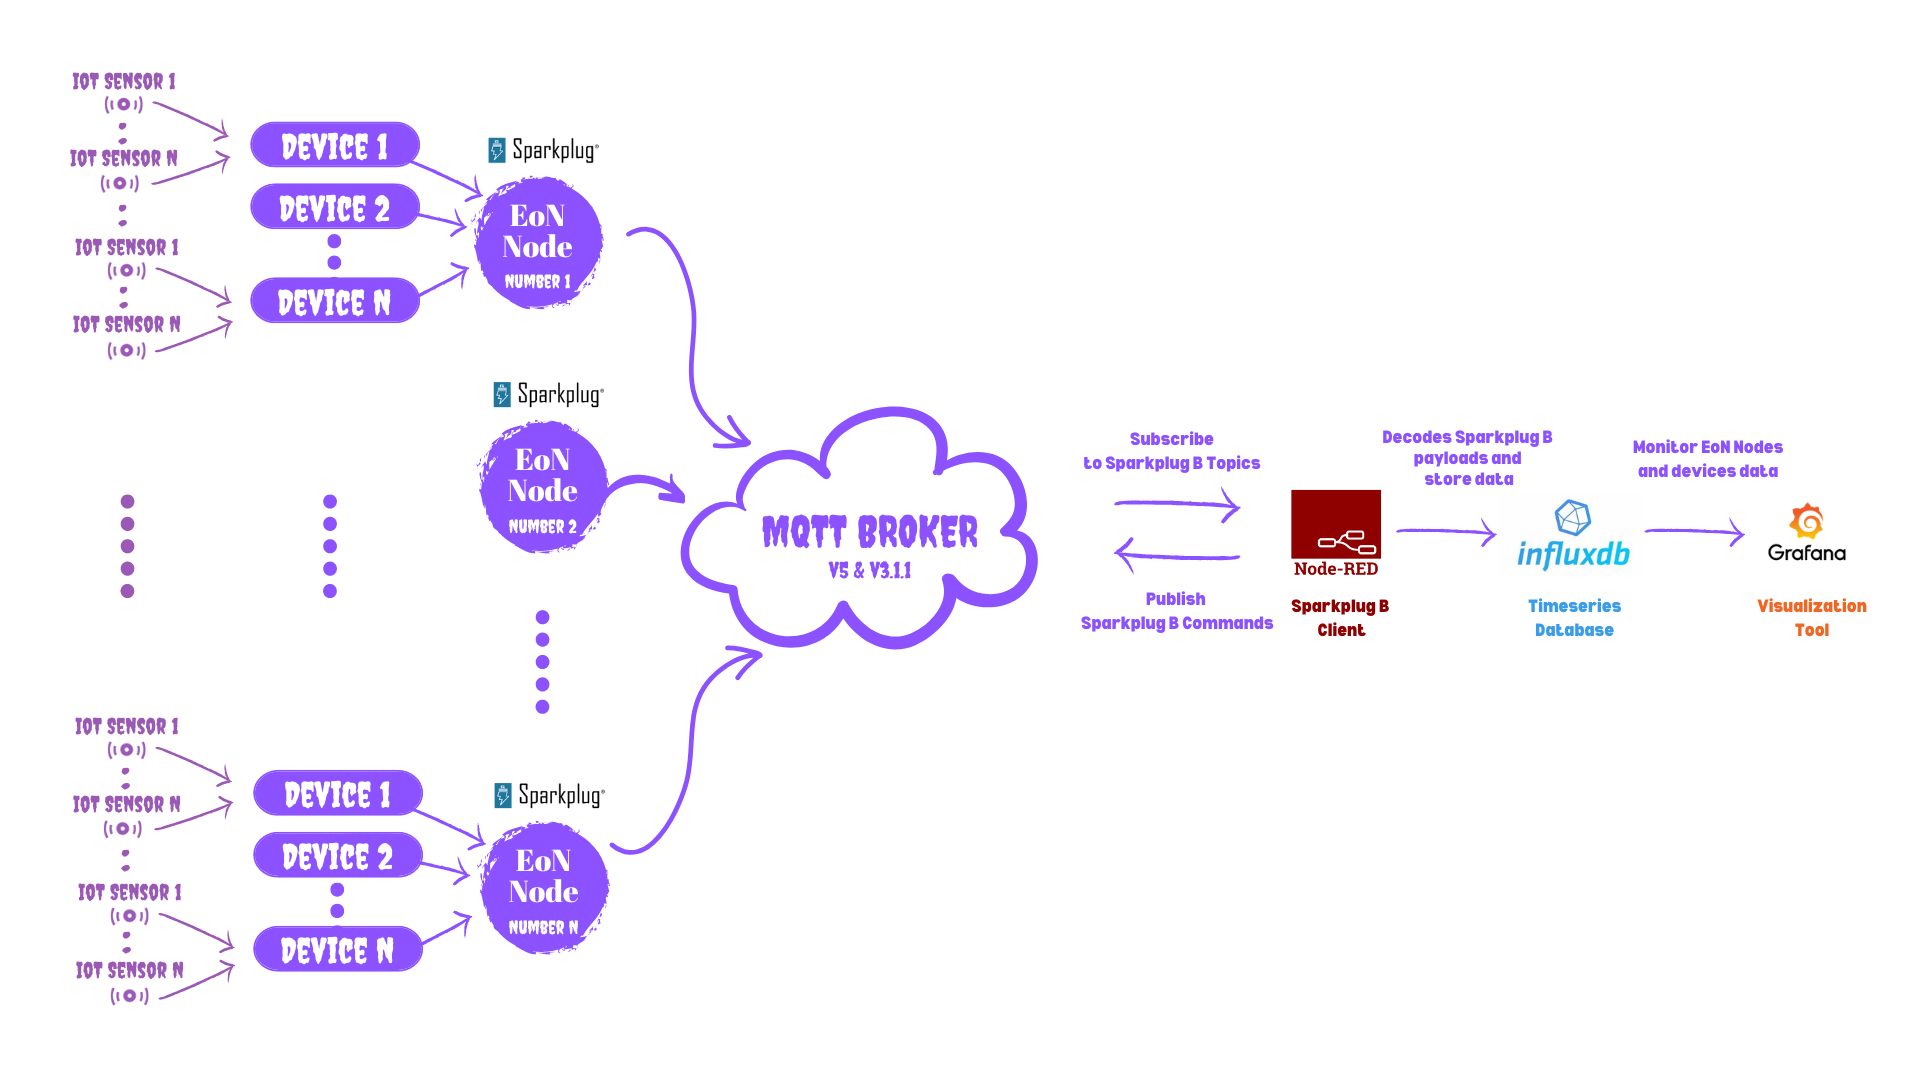 IOT SENSOR 1
IOT SENSOR N
IOT SENSOR 1
IOT SENSOR N
DEVICE 1
DEVICE 2
DEVICE N
Sparkplug®
EoN
Node
NUMBER 1
Sparkplug®
EoN
Node
NUMBER 2
IOT SENSOR 1
IOT SENSOR N
IOT SENSOR 1
IOT SENSOR N
DEVICE 1
DEVICE 2
DEVICE N
Sparkplug®
EoN
Node
NUMBER N
MQTT BROKER
V5 & V3.1.1
Subscribe
to Sparkplug B Topics
Publish
Sparkplug B Commands
Node-RED
Sparkplug B
Client
Decodes Sparkplug B
payloads and
store data
influxdb
Timeseries
Database
Monitor EoN Nodes
and devices data
Grafana
Visualization
Tool